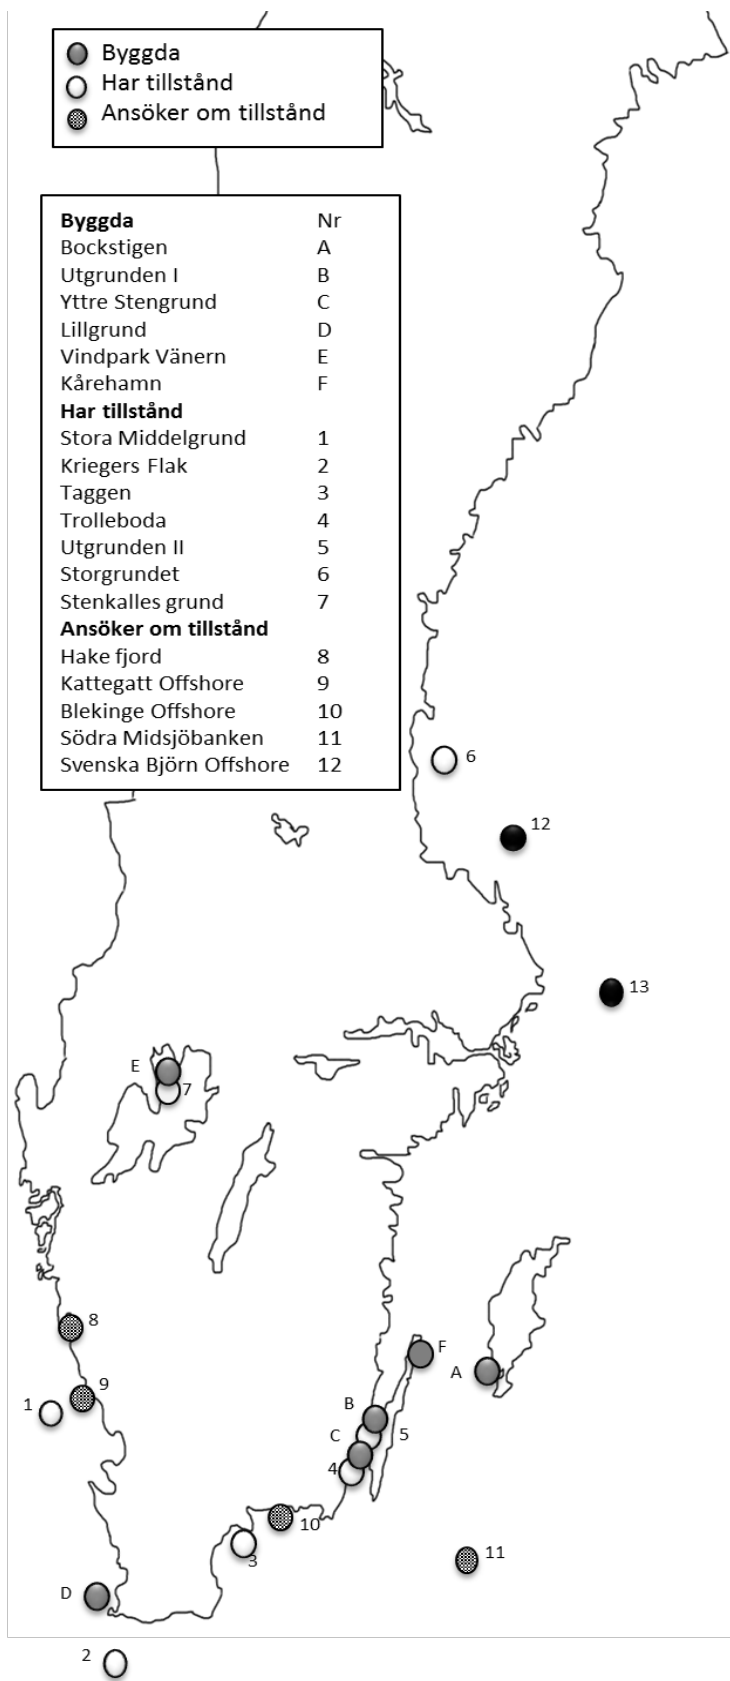 Byggda
Har tillstånd
Ansöker om tillstånd
Byggda Nr
Bockstigen A
Utgrunden I B
Yttre Stengrund C
Lillgrund D
Vindpark Vänern E
Kårehamn F
Har tillstånd
Stora Middelgrund 1
Kriegers Flak 2
Taggen 3
Trolleboda 4
Utgrunden II 5
Storgrundet 6
Stenkalles grund 7
Ansöker om tillstånd
Hake fjord 8
Kattegatt Offshore 9
Blekinge Offshore 10
Södra Midsjöbanken 11
Svenska Björn Offshore 12
6
12
13
E
7
8
F
A
9
1
B
C
5
4
10
3
11
D
2